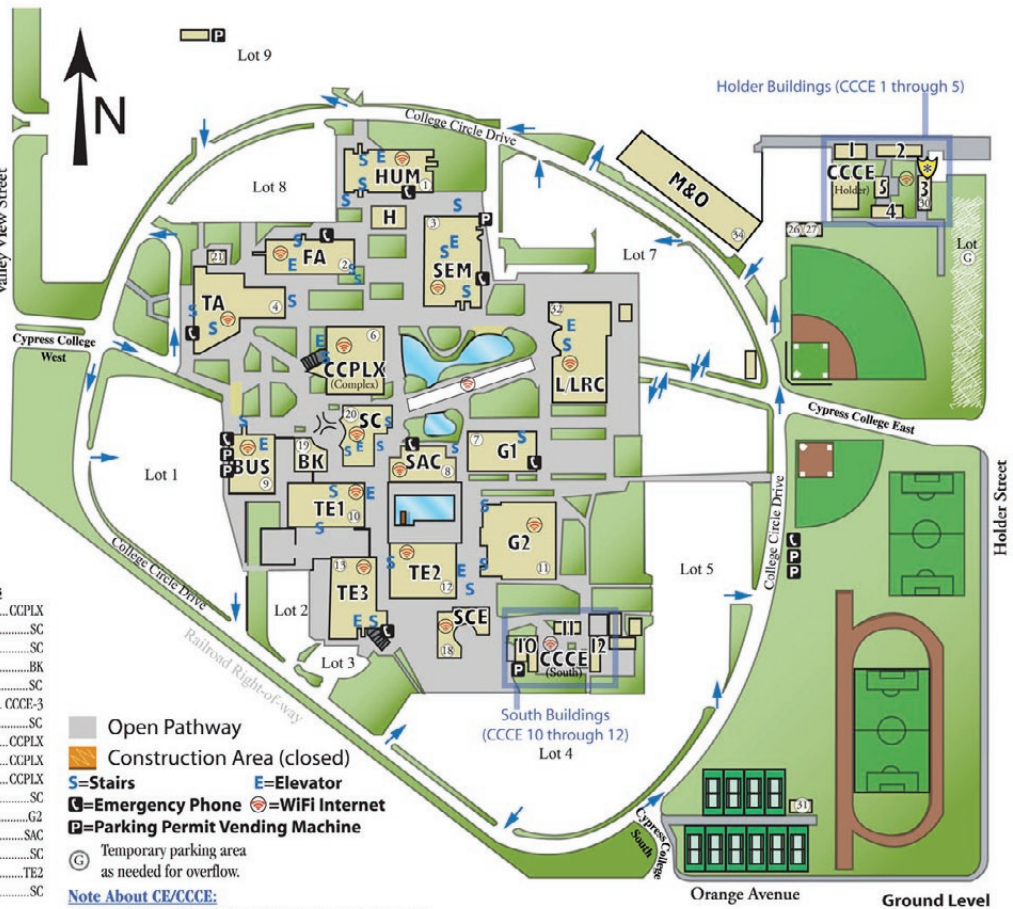 Lot 9
N
Holder Buildings (CCCE 1 through 5)
College Circle Drive
Valley View Street
Lot 8
HUM
1
H
M&O
34
1
2
CCCE
(Holder)
5
3
30
4
26
27
Lot
G
FA
2
3
SEM
Lot 7
21
TA
4
Cypress College
West
6
CCPLX
(Complex)
32
L/LRC
Cypress College East
20
SC
19
BK
BUS
9
7
G1
SAC
8
Lot 1
TE1
10
G2
11
Lot 5
College Circle Drive
Holder Street
13
TE3
TE2
12
SCE
18
Lot 2
Lot 3
College Circle Drive
Railroad Right-of-way
11
10
12
CCCE
(South)
South Buildings
(CCCE 10 through 12)
Lot 4
Cypress College
South
31
Orange Avenue
Ground Level
...CCPLX
SC
SC
BK
SC
CCCE-3
SC
...CCPLX
...CCPLX
...CCPLX
SC
G2
SAC
SC
TE2
SC
Open Pathway
Construction Area (closed)
S=Stairs
E=Elevator
=Emergency Phone
=WiFi Internet
P=Parking Permit Vending Machine
G
Temporary parking area
as needed for overflow.
Note About CE/CCCE: